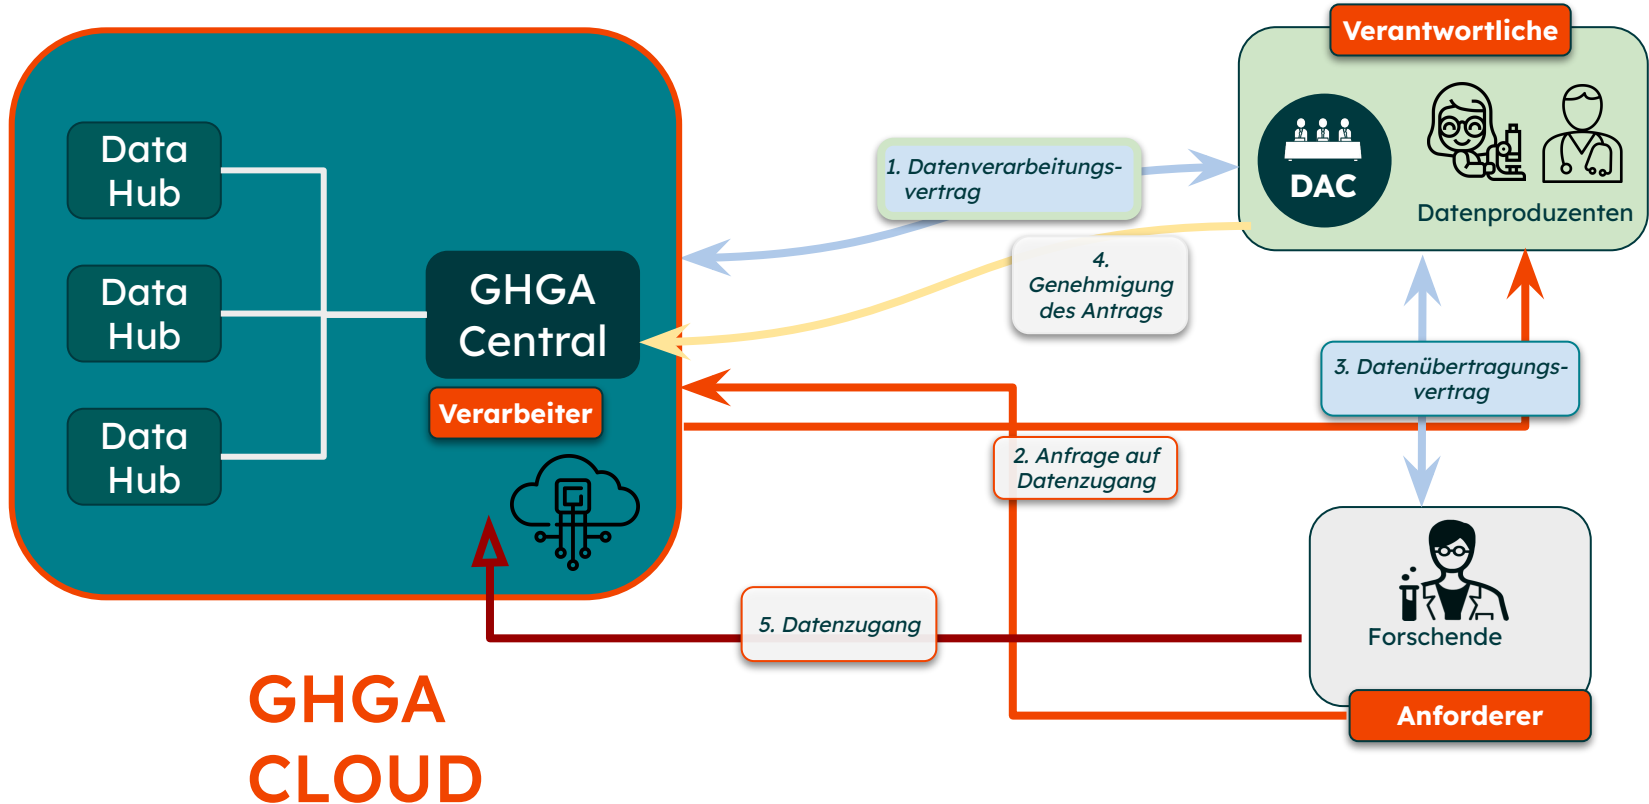 Verantwortliche
DAC
Datenproduzenten
Data
Hub
Data
Hub
Data
Hub
GHGA
Central
Verarbeiter
1. Datenverarbeitungs-
vertrag
4.
Genehmigung
des Antrags
3. Datenübertragungs-
vertrag
2. Anfrage auf
Datenzugang
5. Datenzugang
Forschende
Anforderer
GHGA
CLOUD